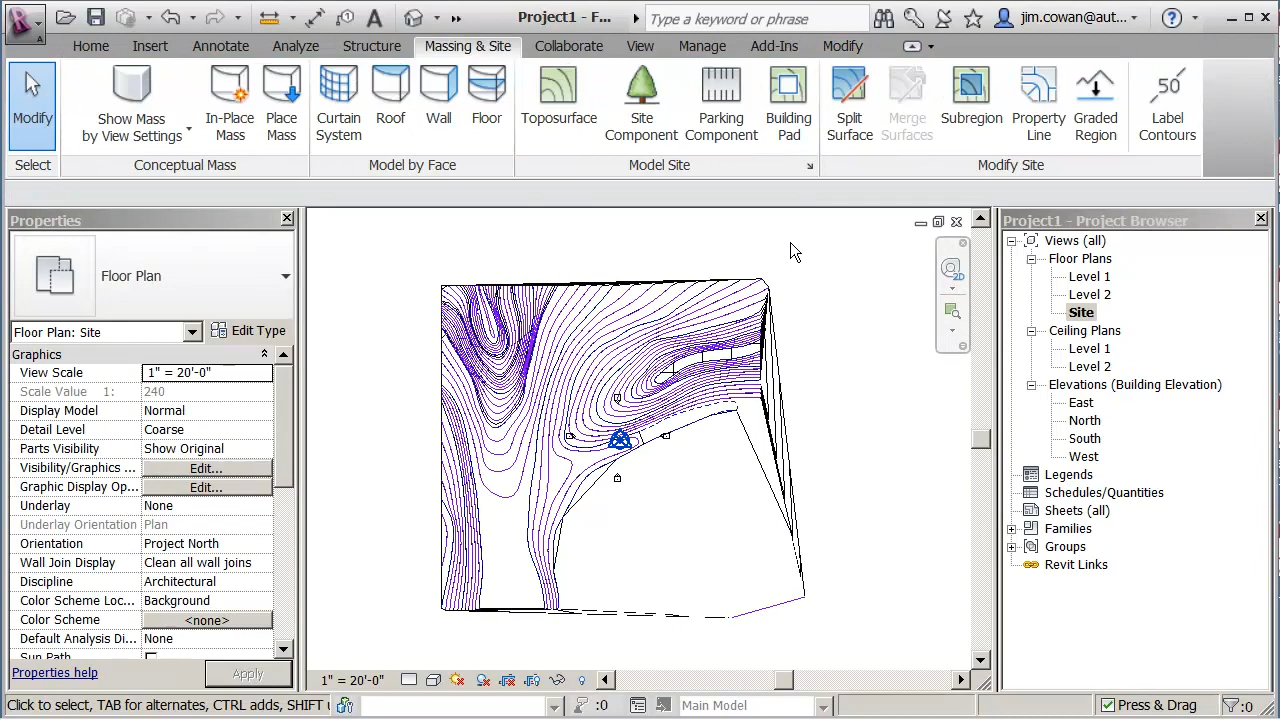 Project1 - F...
Type a keyword or phrase
jim.cowan@aut...
Home
Insert
Annotate
Analyze
Structure
Massing & Site
Collaborate
View
Manage
Add-Ins
Modify
Modify
Show Mass
by View Settings
In-Place
Mass
Place
Mass
Curtain
System
Roof
Wall
Floor
Toposurface
Site
Component
Parking
Component
Building
Pad
Split
Surface
Merge
Surfaces
Subregion
Property
Line
Graded
Region
50
Label
Contours
Select
Conceptual Mass
Model by Face
Model Site
Modify Site
Properties
Floor Plan
Floor Plan: Site
Edit Type
Graphics
View Scale 1" = 20'-0"
Scale Value 1: 240
Display Model Normal
Detail Level Coarse
Parts Visibility Show Original
Visibility/Graphics ... Edit...
Graphic Display Op... Edit...
Underlay None
Underlay Orientation Plan
Orientation Project North
Wall Join Display Clean all wall joins
Discipline Architectural
Color Scheme Loc... Background
Color Scheme <none>
Default Analysis Di... None
Sun Path
Properties help
Apply
2D
1" = 20'-0"
Project1 - Project Browser
Views (all)
Floor Plans
Level 1
Level 2
Site
Ceiling Plans
Level 1
Level 2
Elevations (Building Elevation)
East
North
South
West
Legends
Schedules/Quantities
Sheets (all)
Families
Groups
Revit Links
Click to select, TAB for alternates, CTRL adds, SHIFT u
:0
Main Model
Press & Drag
:0